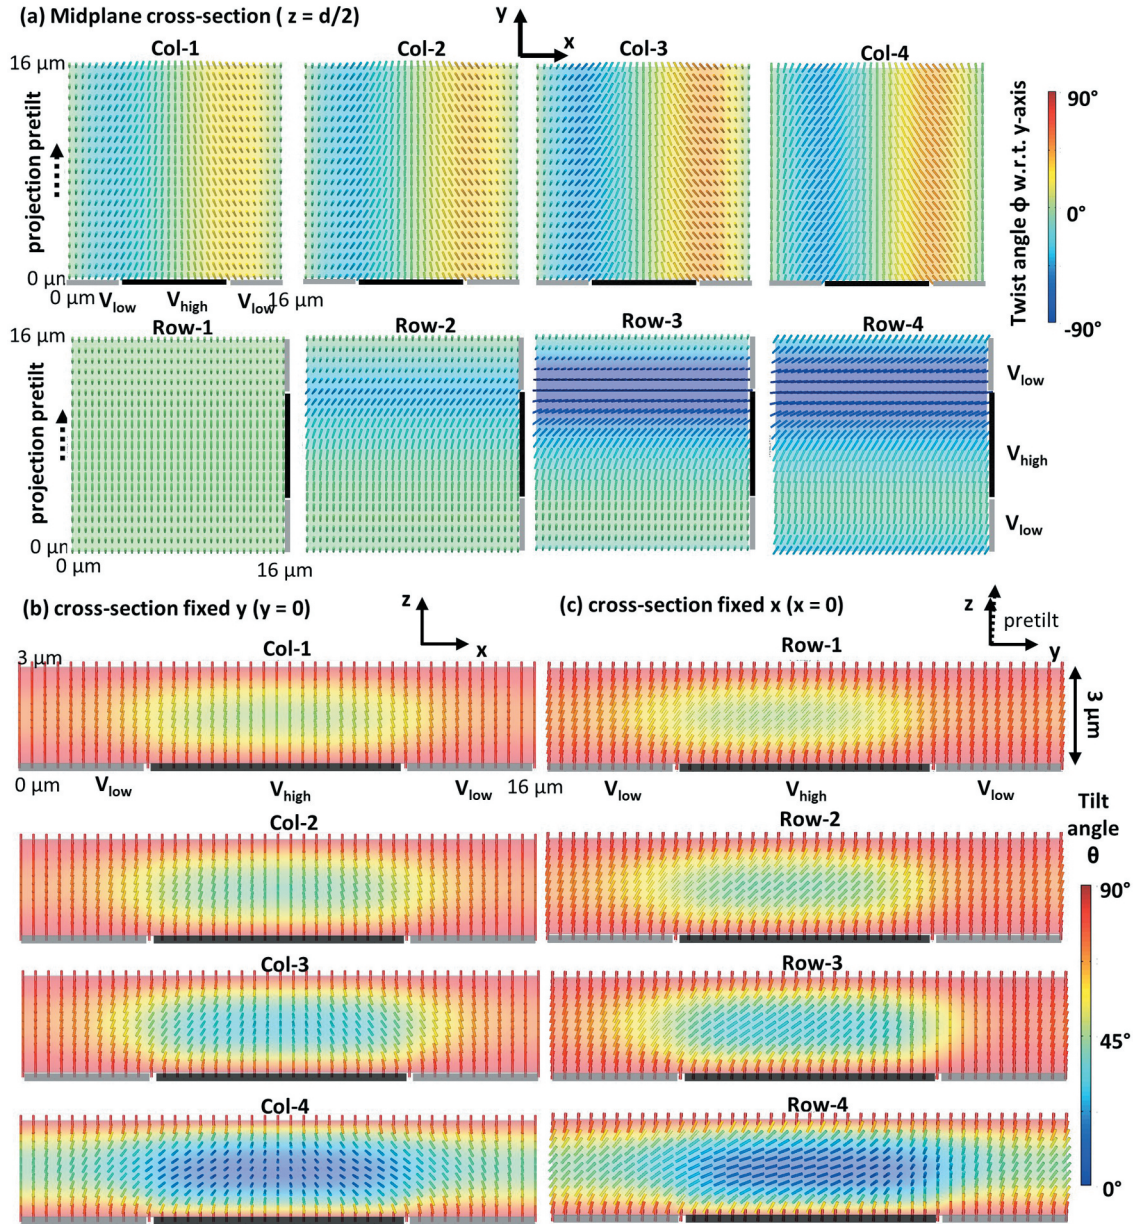 (a) Midplane cross-section ( z = d/2)
y
x
Col-1
Col-2
Col-3
Col-4
16 µm
projection pretilt
0 µm
0 µm
V_low
V_high
V_low
16 µm
90°
0°
-90°
Twist angle ϕ w.r.t. y-axis
Row-1
Row-2
Row-3
Row-4
16 µm
projection pretilt
0 µm
0 µm
16 µm
V_low
V_high
V_low
(b) cross-section fixed y (y = 0)
z
x
(c) cross-section fixed x (x = 0)
z
pretilt
y
Col-1
Row-1
3 µm
3 µm
0 µm
V_low
V_high
V_low
16 µm
V_low
V_high
V_low
Col-2
Row-2
Tilt
angle
θ
90°
45°
0°
Col-3
Row-3
Col-4
Row-4